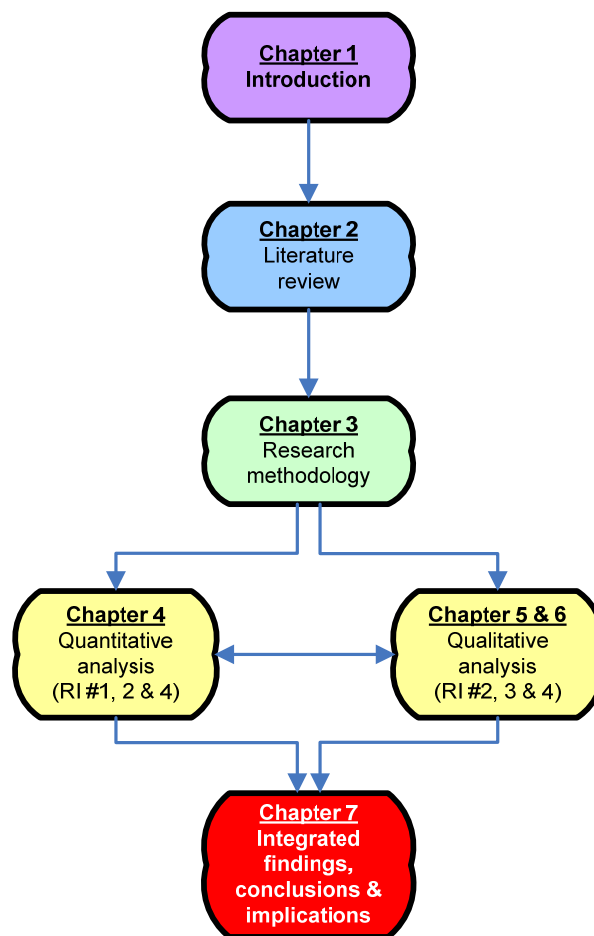 Chapter 1
Introduction
Chapter 2
Literature
review
Chapter 3
Research
methodology
Chapter 4
Quantitative
analysis
(RI #1, 2 & 4)
Chapter 5 & 6
Qualitative
analysis
(RI #2, 3 & 4)
Chapter 7
Integrated
findings,
conclusions &
implications